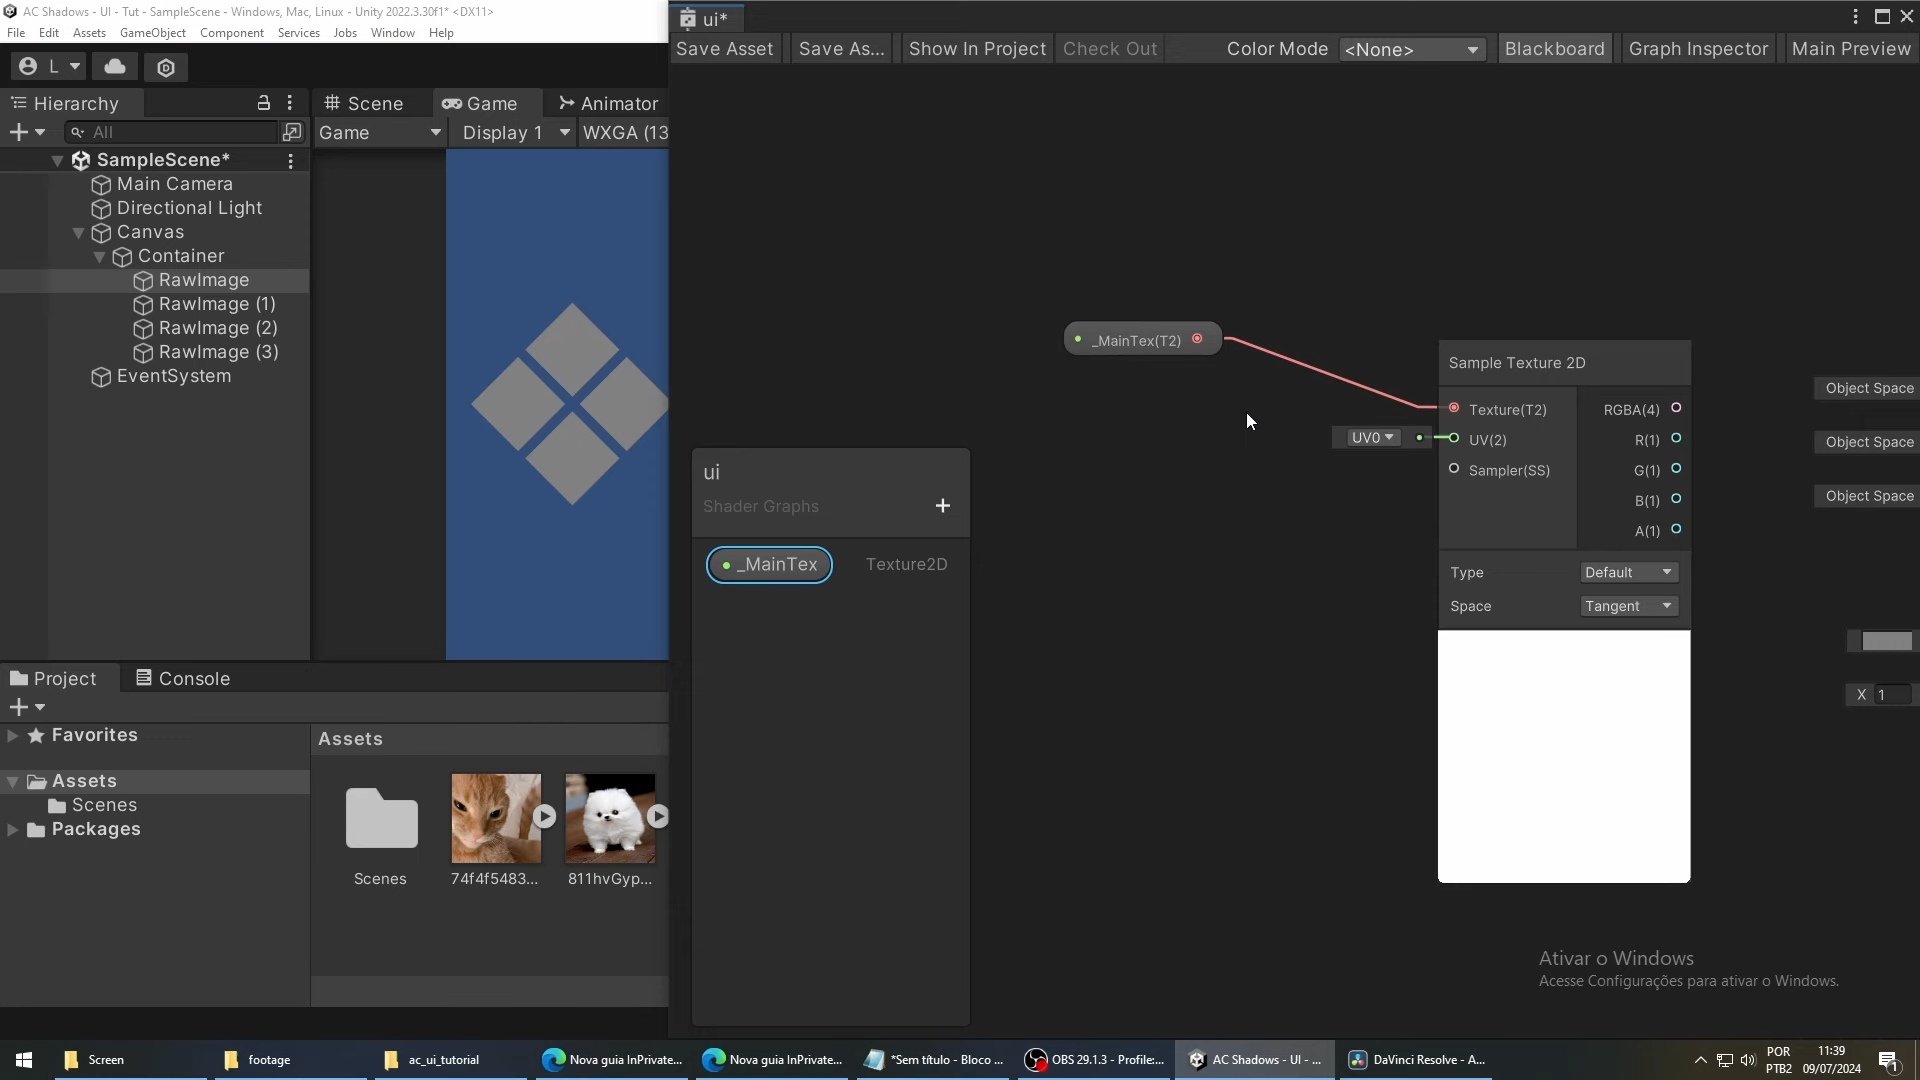 AC Shadows - UI - Tut - SampleScene - Windows, Mac, Linux - Unity 2022.3.30f1* <DX11>
File Edit Assets GameObject Component Services Jobs Window Help
L
Hierarchy
All
SampleScene*
Main Camera
Directional Light
Canvas
Container
RawImage
RawImage (1)
RawImage (2)
RawImage (3)
EventSystem
Scene Game Animator
Game Display 1 WXGA (13
ui*
Save Asset Save As... Show In Project Check Out Color Mode <None> Blackboard Graph Inspector Main Preview
_MainTex(T2)
UV0
Sample Texture 2D
Texture(T2) RGBA(4)
UV(2) R(1)
Sampler(SS) G(1)
B(1)
A(1)
Type Default
Space Tangent
Object Space
Object Space
Object Space
X 1
ui
Shader Graphs
_MainTex Texture2D
Project Console
Favorites
Assets
Scenes
Packages
Assets
Scenes
74f4f5483...
811hvGyp...
Ativar o Windows
Acesse Configurações para ativar o Windows.
Screen
footage
ac_ui_tutorial
Nova guia InPrivate...
Nova guia InPrivate...
*Sem título - Bloco ...
OBS 29.1.3 - Profile:...
AC Shadows - UI - ...
DaVinci Resolve - A...
POR
PTB2
11:39
09/07/2024
1